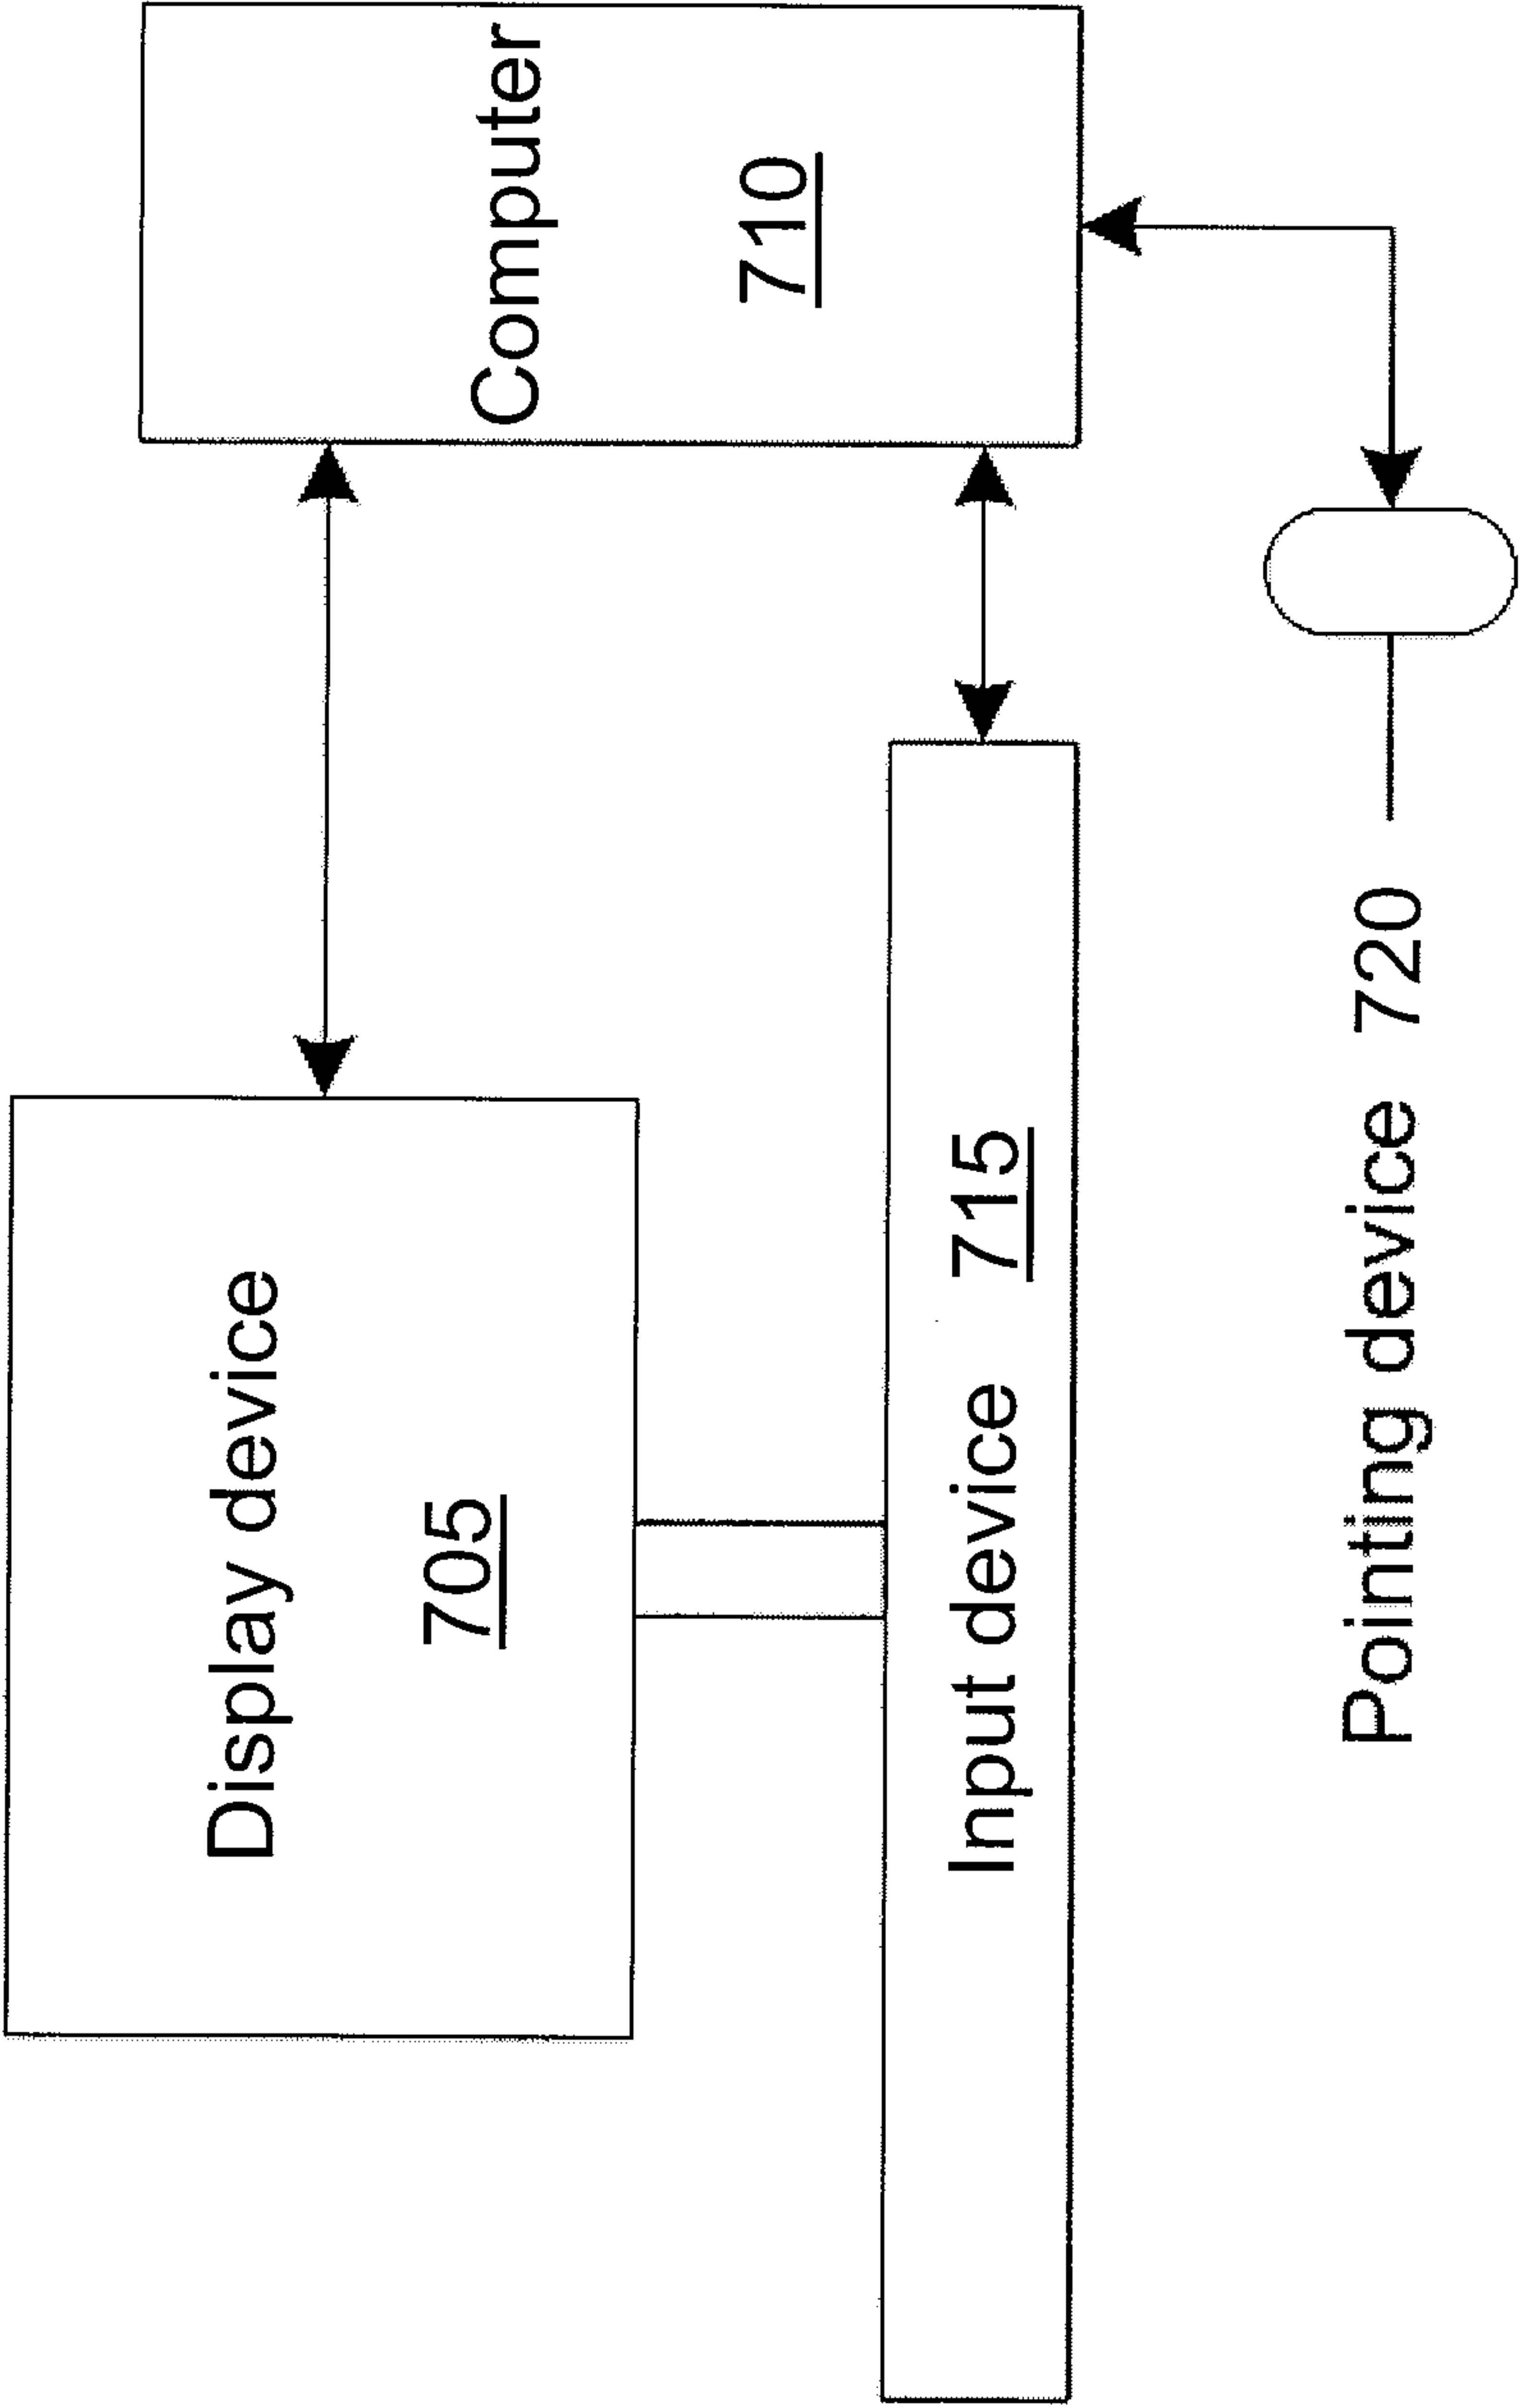 Display device
705
Computer
710
Input device 715
Pointing device 720